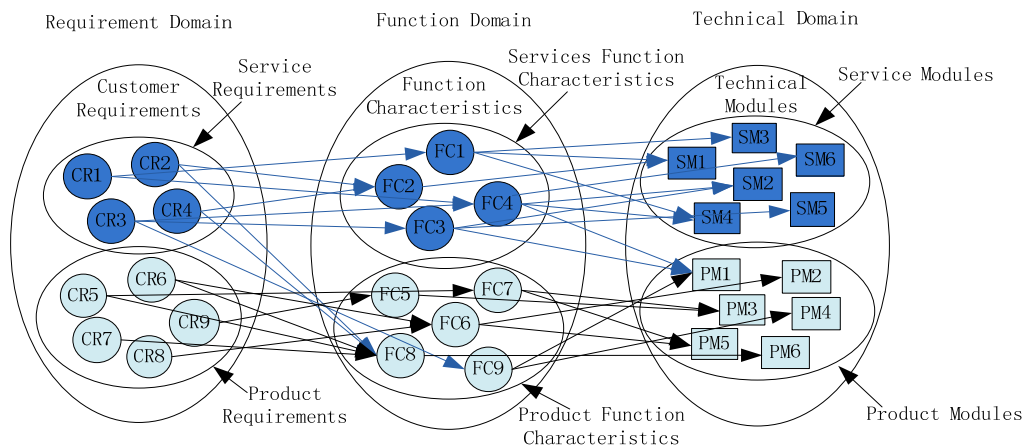 Requirement Domain
Function Domain
Technical Domain
Customer
Requirements
Service
Requirements
Function
Characteristics
Services Function
Characteristics
Technical
Modules
Service Modules
CR1
CR2
CR3
CR4
FC1
FC2
FC4
FC3
SM3
SM1
SM6
SM2
SM5
SM4
CR6
CR5
CR9
CR7
CR8
FC7
FC5
FC6
FC8
FC9
PM1
PM2
PM3
PM4
PM5
PM6
Product
Requirements
Product Function
Characteristics
Product Modules